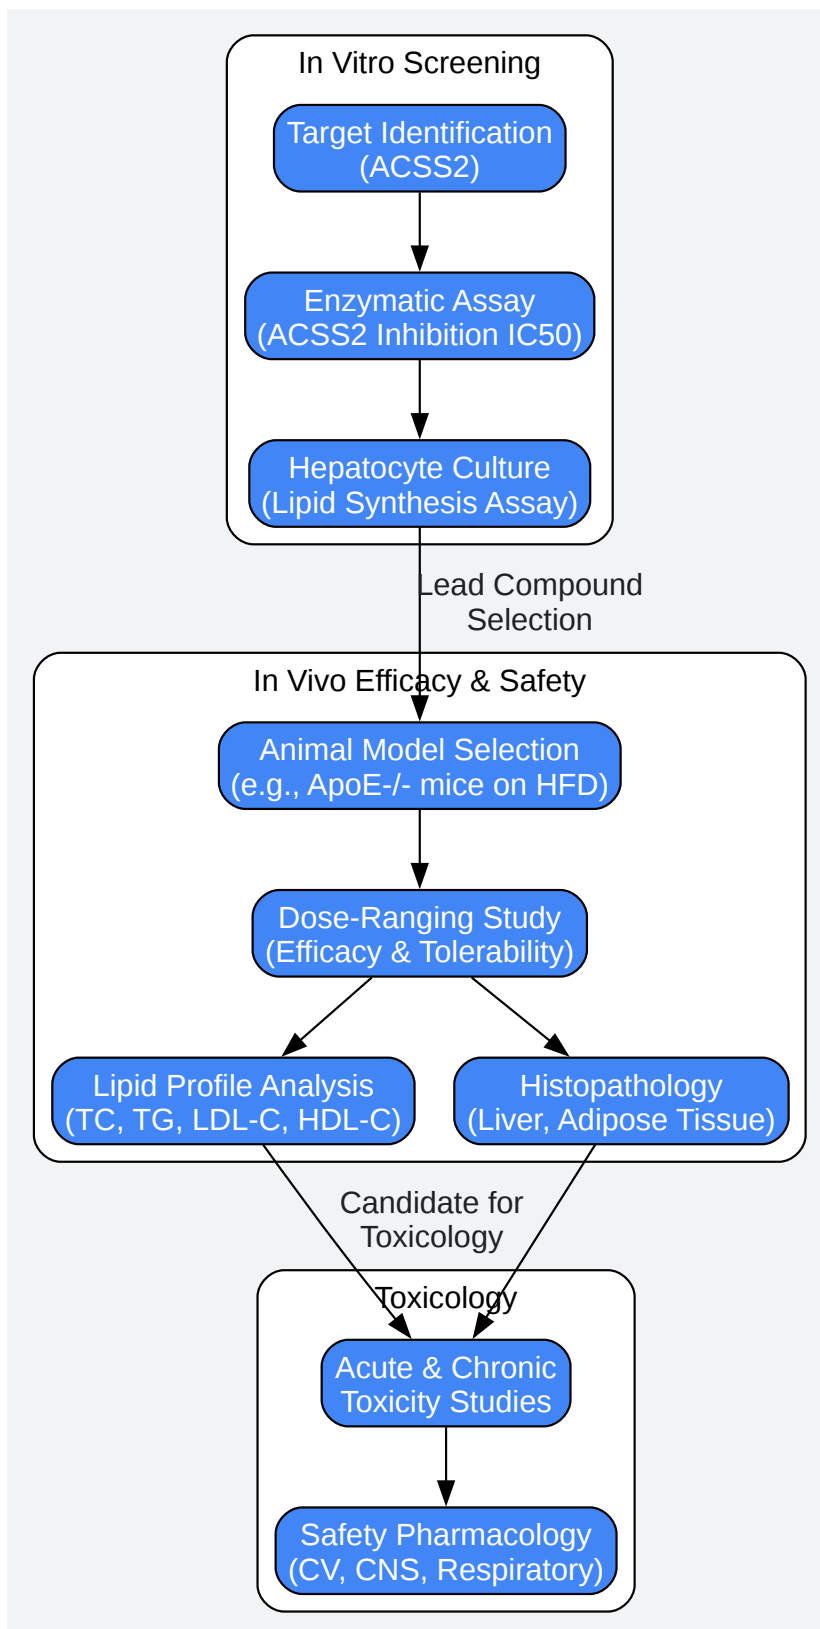 In Vitro Screening
Target Identification
(ACSS2)
Enzymatic Assay
(ACSS2 Inhibition IC50)
Hepatocyte Culture
(Lipid Synthesis Assay)
Lead Compound
Selection
In Vivo Efficacy & Safety
Animal Model Selection
(e.g., ApoE-/- mice on HFD)
Dose-Ranging Study
(Efficacy & Tolerability)
Lipid Profile Analysis
(TC, TG, LDL-C, HDL-C)
Histopathology
(Liver, Adipose Tissue)
Candidate for
Toxicology
Toxicology
Acute & Chronic
Toxicity Studies
Safety Pharmacology
(CV, CNS, Respiratory)